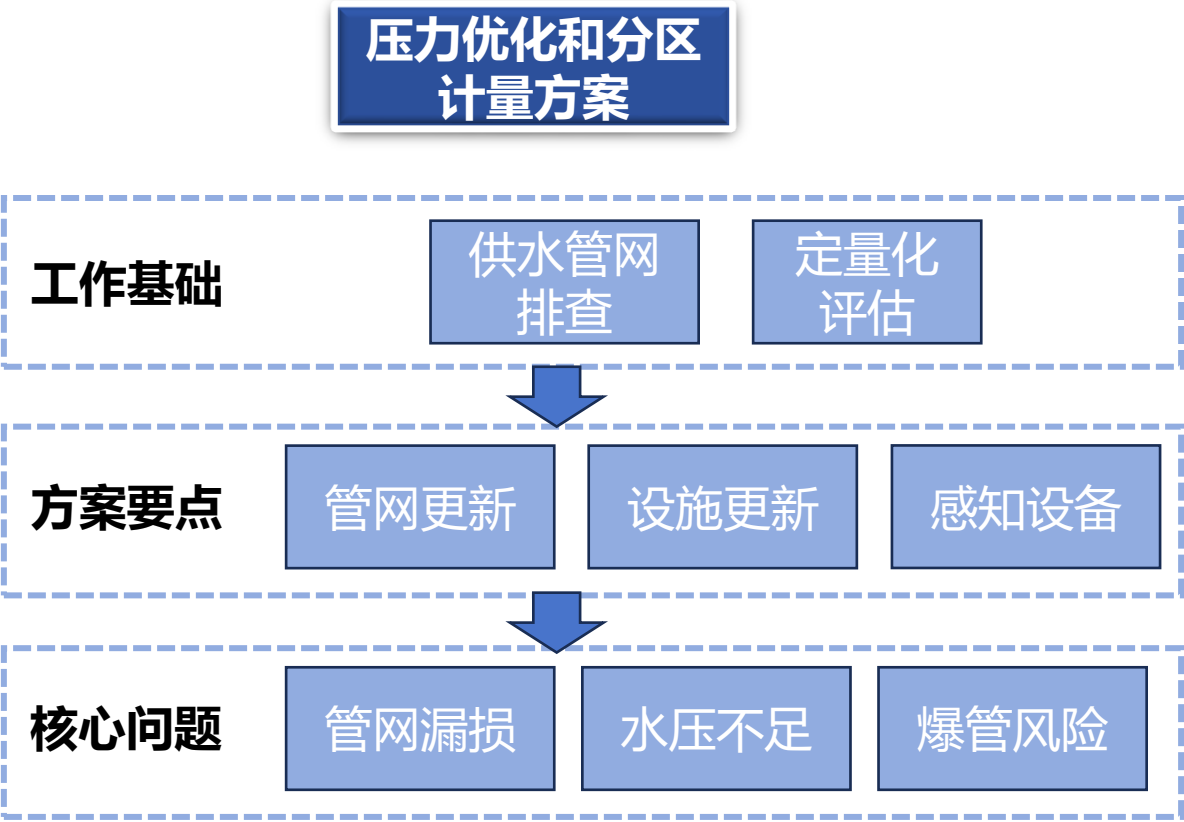 压力优化和分区
计量方案
工作基础
供水管网
排查
定量化
评估
方案要点
管网更新
设施更新
感知设备
核心问题
管网漏损
水压不足
爆管风险